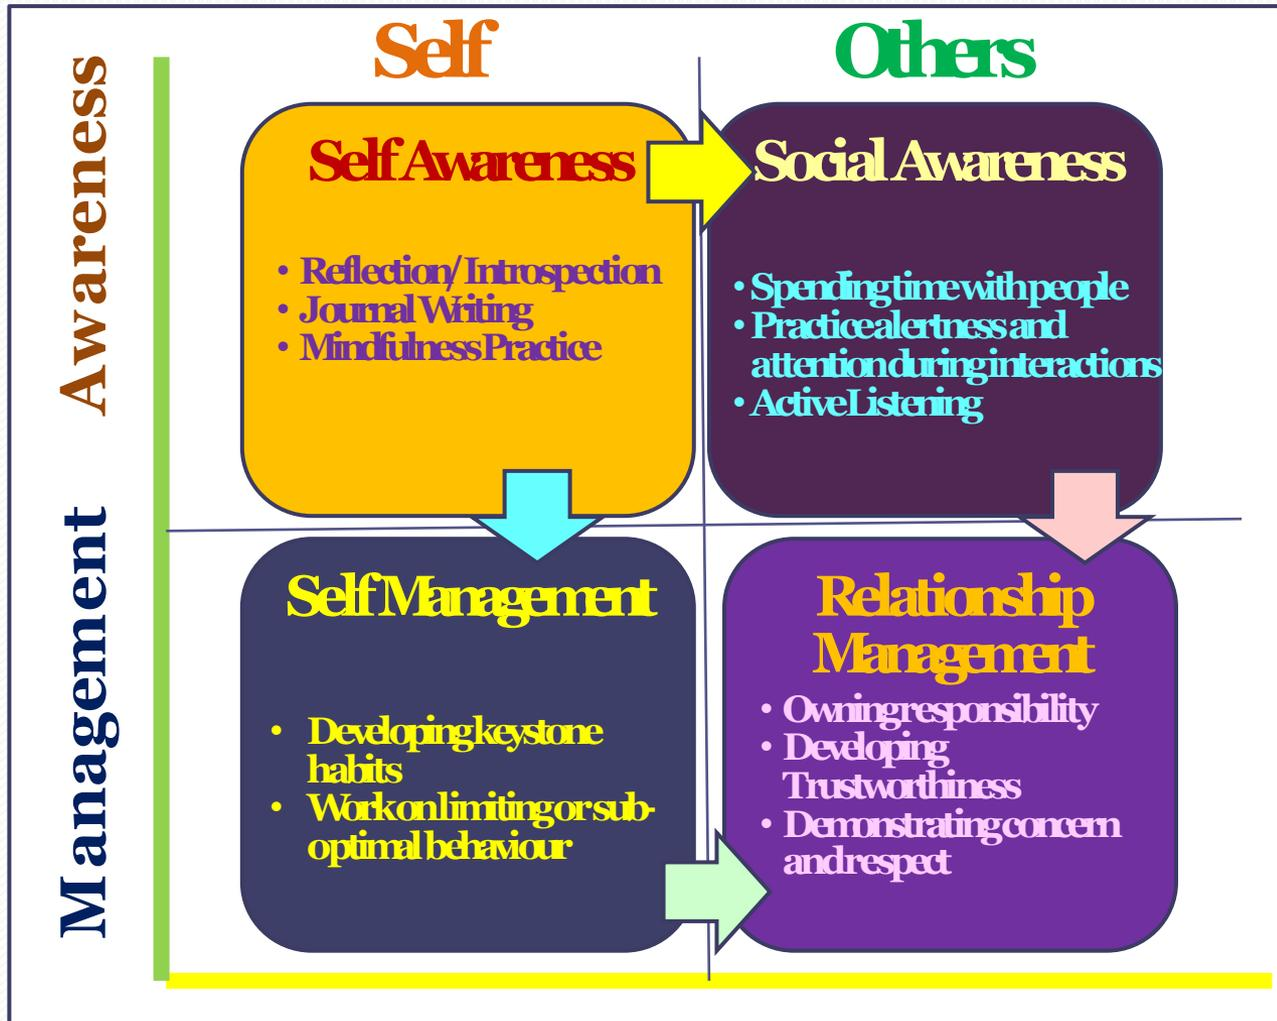 Self
Others
Awareness
Self Awareness
• Reflection/ Introspection
• Journal Writing
• Mindfulness Practice
Social Awareness
• Spending time with people
• Practice alertness and
attention during interactions
• Active Listening
Management
Self Management
• Developing keystone
habits
• Work on limiting or sub-
optimal behaviour
Relationship
Management
• Owning responsibility
• Developing
Trustworthiness
• Demonstrating concern
and respect